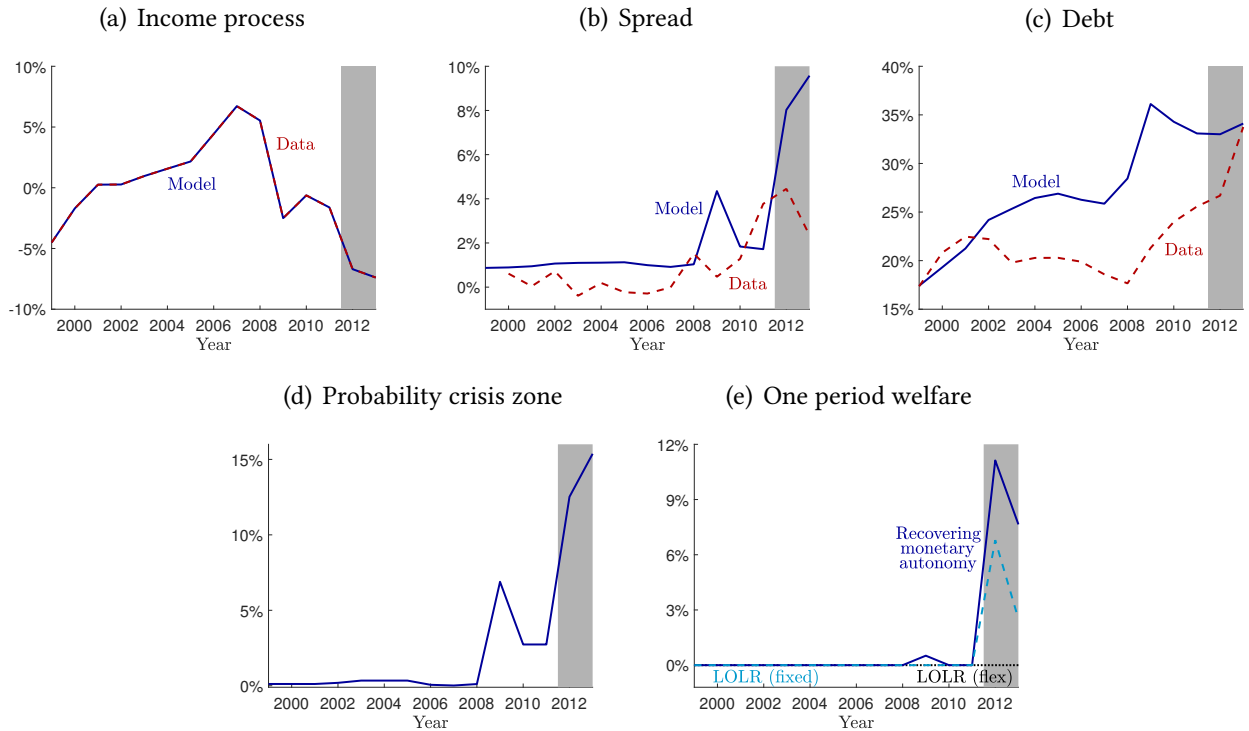 (a) Income process
(b) Spread
(c) Debt
10%
5%
0%
-5%
-10%
Data
Model
2000 2002 2004 2006 2008 2010 2012
Year
10%
8%
6%
4%
2%
0%
Model
Data
2000 2002 2004 2006 2008 2010 2012
Year
40%
35%
30%
25%
20%
15%
Model
Data
2000 2002 2004 2006 2008 2010 2012
Year
(d) Probability crisis zone
(e) One period welfare
15%
10%
5%
0%
2000 2002 2004 2006 2008 2010 2012
Year
12%
9%
6%
3%
0%
Recovering
monetary
autonomy
LOLR (fixed)
LOLR (flex)
2000 2002 2004 2006 2008 2010 2012
Year